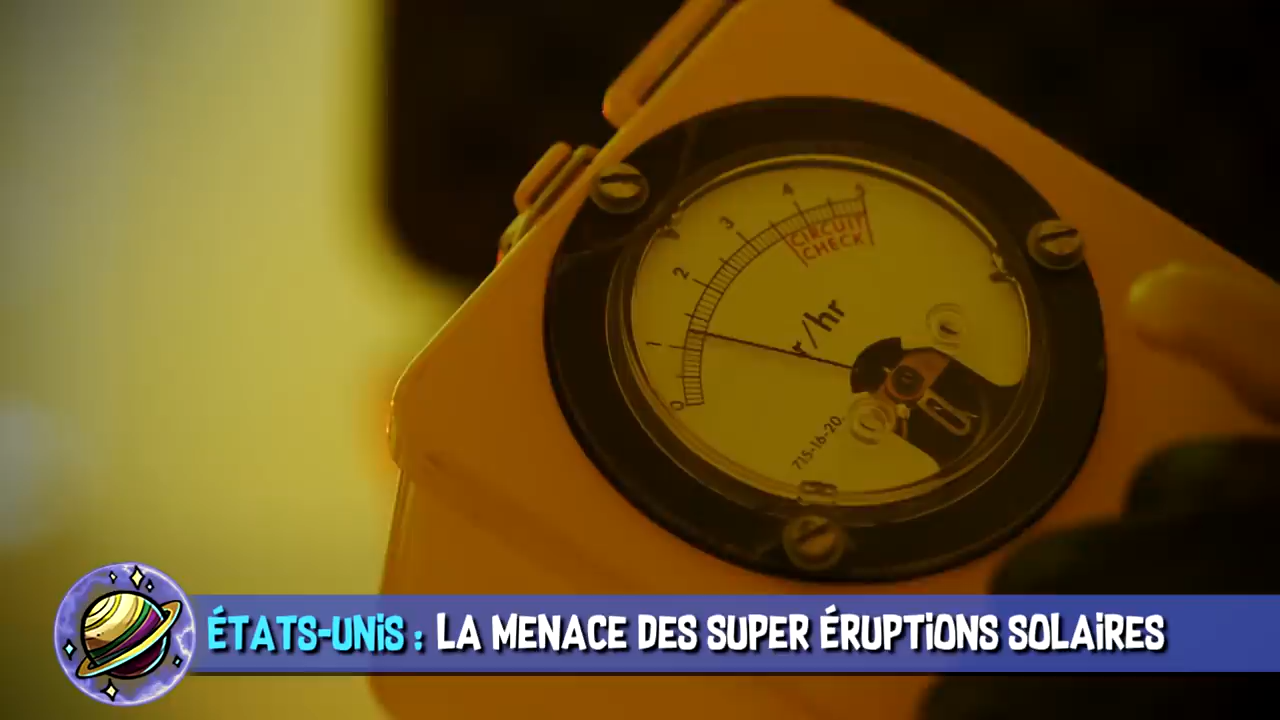 0 1 2 3 4 5
CIRCUIT
CHECK
r/hr
715-16-20
ÉTATS-UNIS : LA MENACE DES SUPER ÉRUPTIONS SOLAIRES